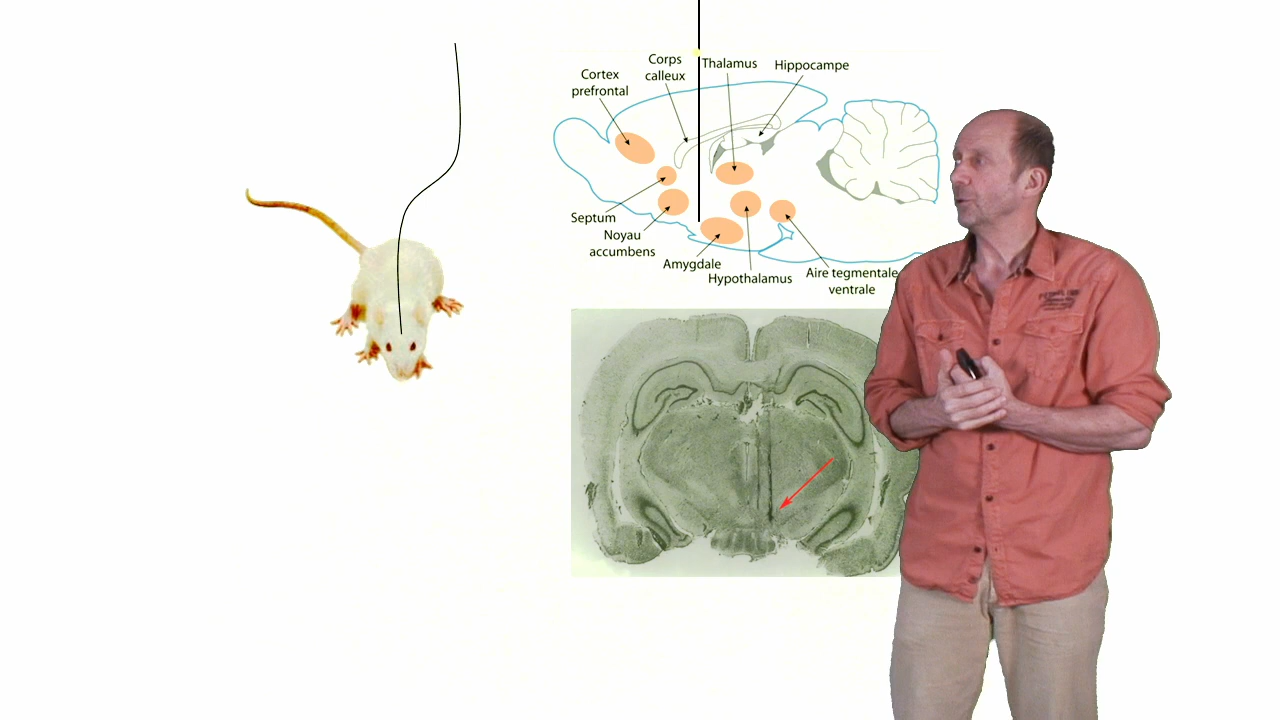 Corps
calleux
Thalamus
Hippocampe
Cortex
prefrontal
Septum
Noyau
accumbens
Amygdale
Hypothalamus
Aire tegmentale
ventrale